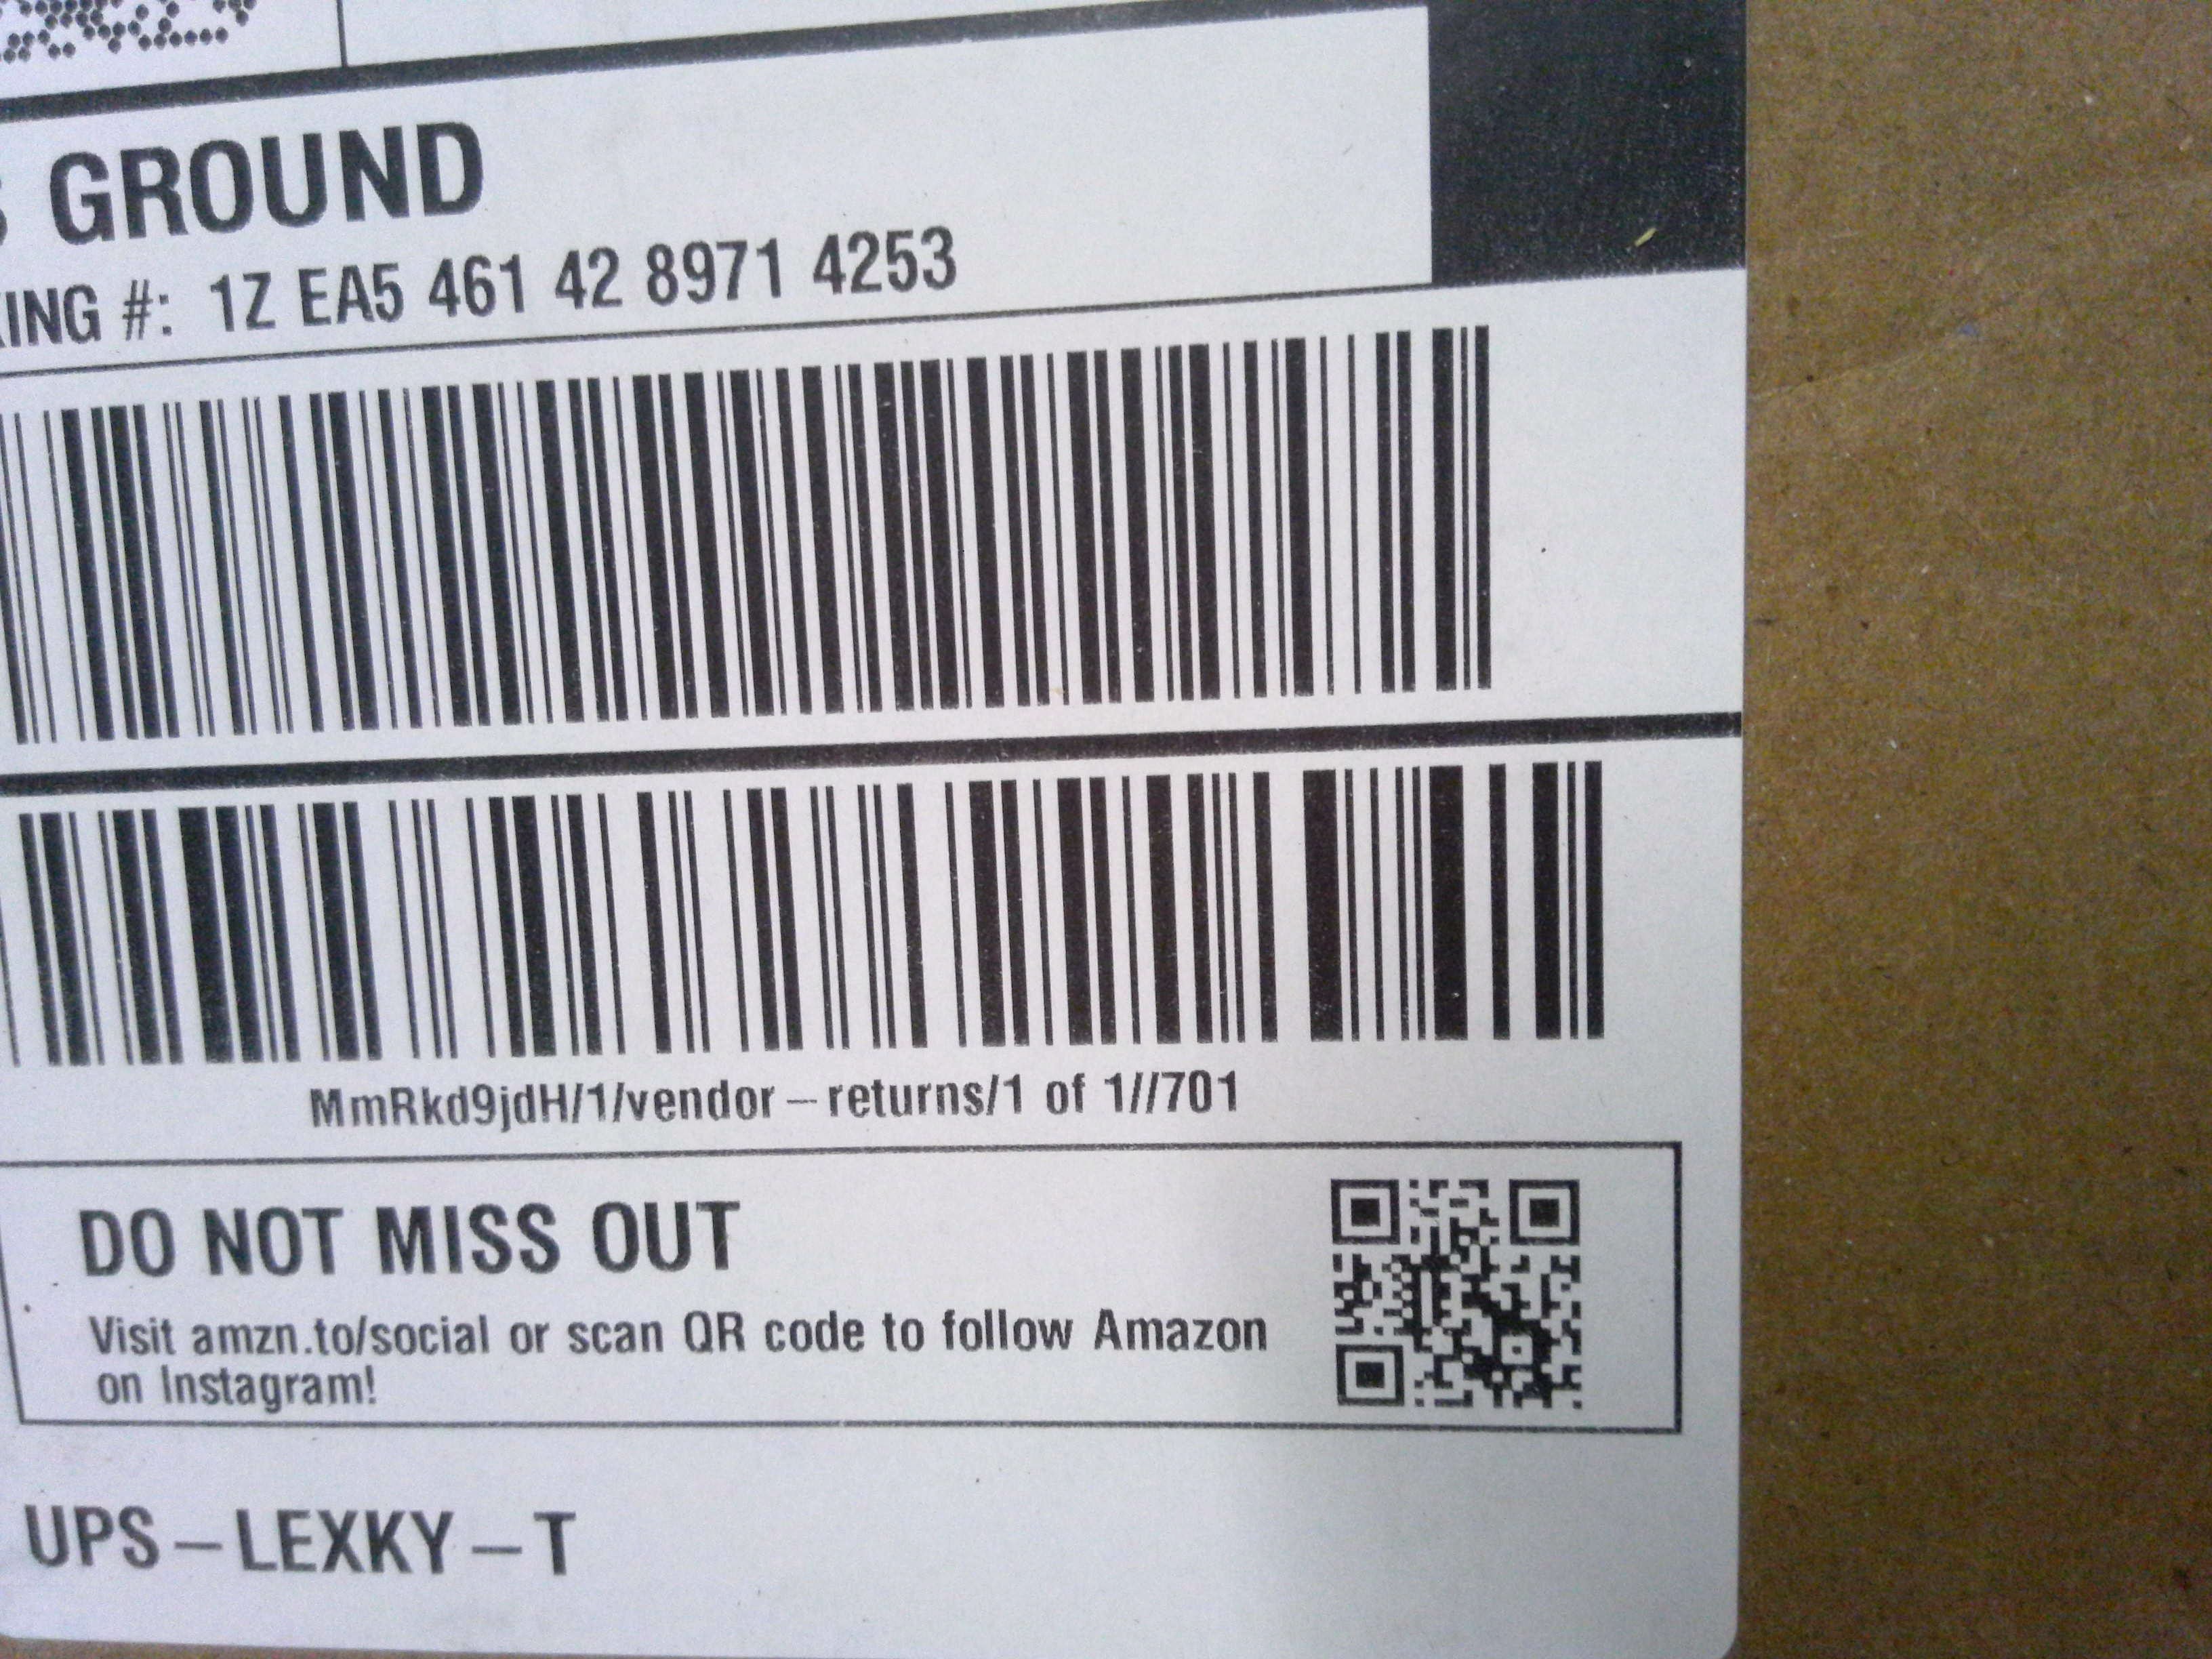 GROUND
#: 1Z EA5 461 42 8971 4253
MmRkd9jdH/1/vendor – returns/1 of 1//701
DO NOT MISS OUT
Visit amzn.to/social or scan QR code to follow Amazon
on Instagram!
UPS – LEXKY – T